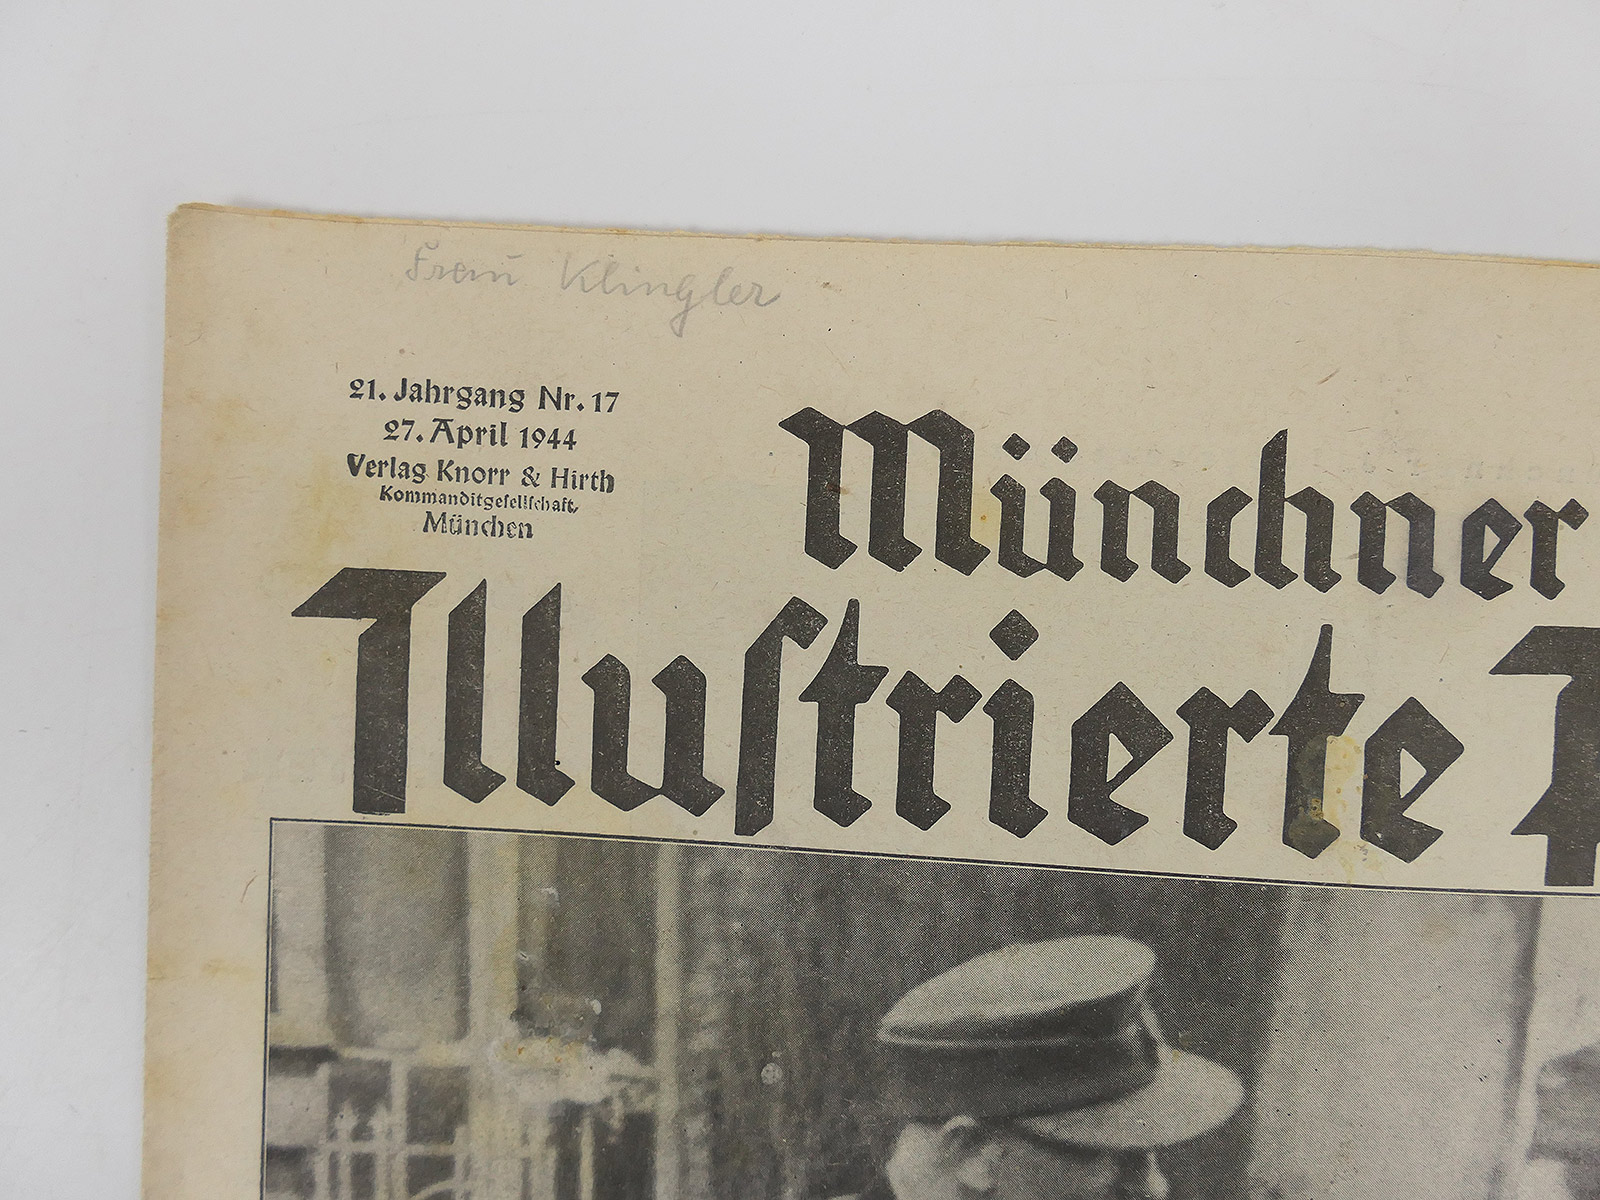 Frau Klingler
21. Jahrgang Nr. 17
27. April 1944
Verlag Knorr & Hirth
Kommanditgesellschaft,
München
Münchner
Illustrierte P